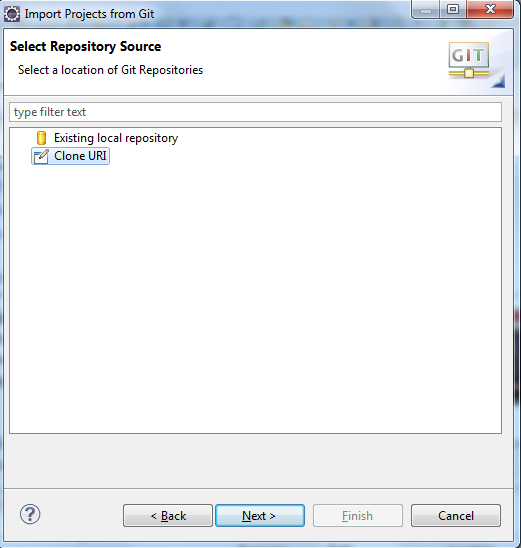 Import Projects from Git
Select Repository Source
Select a location of Git Repositories
GIT
type filter text
Existing local repository
Clone URI
?
< Back
Next >
Finish
Cancel